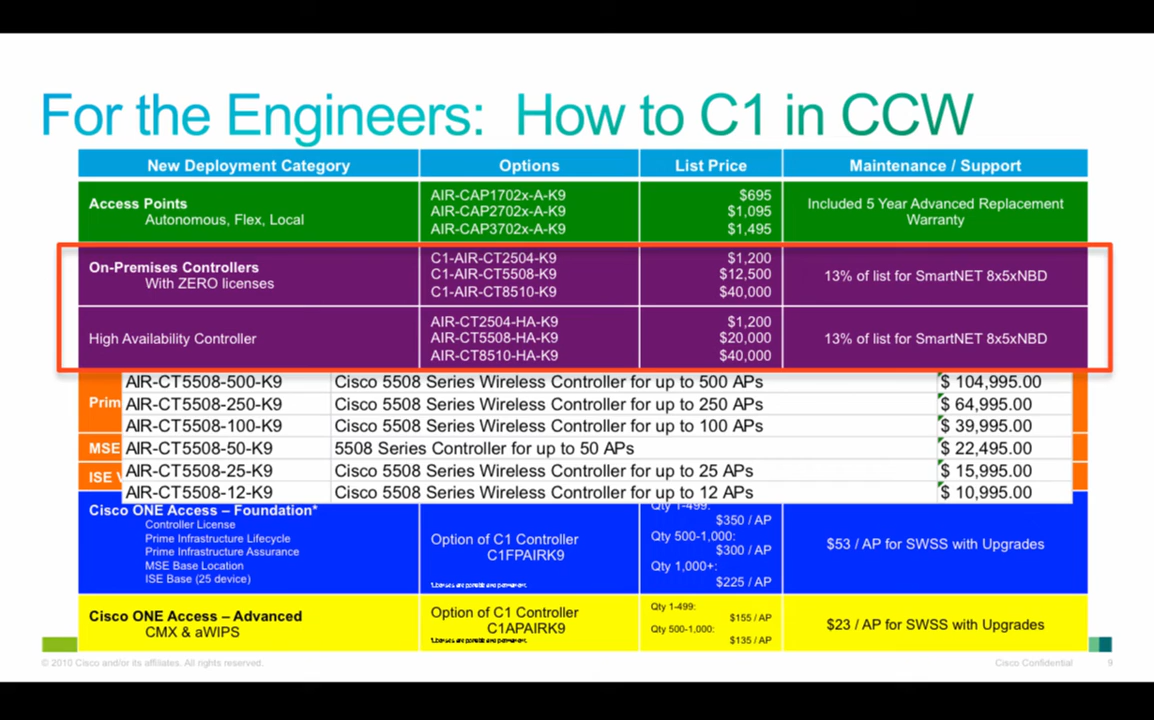 For the Engineers: How to C1 in CCW
New Deployment Category Options List Price Maintenance / Support
Access Points
Autonomous, Flex, Local
AIR-CAP1702x-A-K9 $695
AIR-CAP2702x-A-K9 $1,095
AIR-CAP3702x-A-K9 $1,495
Included 5 Year Advanced Replacement
Warranty
On-Premises Controllers
With ZERO licenses
C1-AIR-CT2504-K9 $1,200
C1-AIR-CT5508-K9 $12,500
C1-AIR-CT8510-K9 $40,000
13% of list for SmartNET 8x5xNBD
High Availability Controller
AIR-CT2504-HA-K9 $1,200
AIR-CT5508-HA-K9 $20,000
AIR-CT8510-HA-K9 $40,000
13% of list for SmartNET 8x5xNBD
Prim
MSE
ISE
AIR-CT5508-500-K9 Cisco 5508 Series Wireless Controller for up to 500 APs $ 104,995.00
AIR-CT5508-250-K9 Cisco 5508 Series Wireless Controller for up to 250 APs $ 64,995.00
AIR-CT5508-100-K9 Cisco 5508 Series Wireless Controller for up to 100 APs $ 39,995.00
AIR-CT5508-50-K9 5508 Series Controller for up to 50 APs $ 22,495.00
AIR-CT5508-25-K9 Cisco 5508 Series Wireless Controller for up to 25 APs $ 15,995.00
AIR-CT5508-12-K9 Cisco 5508 Series Wireless Controller for up to 12 APs $ 10,995.00
Cisco ONE Access – Foundation*
Controller License
Prime Infrastructure Lifecycle
Prime Infrastructure Assurance
MSE Base Location
ISE Base (25 device)
Option of C1 Controller
C1FPAIRK9
*Licenses are portable and permanent.
Qty 1-499:
$350 / AP
Qty 500-1,000:
$300 / AP
Qty 1,000+:
$225 / AP
$53 / AP for SWSS with Upgrades
Cisco ONE Access – Advanced
CMX & aWIPS
Option of C1 Controller
C1APAIRK9
*Licenses are portable and permanent.
Qty 1-499:
$155 / AP
Qty 500-1,000:
$135 / AP
$23 / AP for SWSS with Upgrades
© 2010 Cisco and/or its affiliates. All rights reserved. Cisco Confidential 9